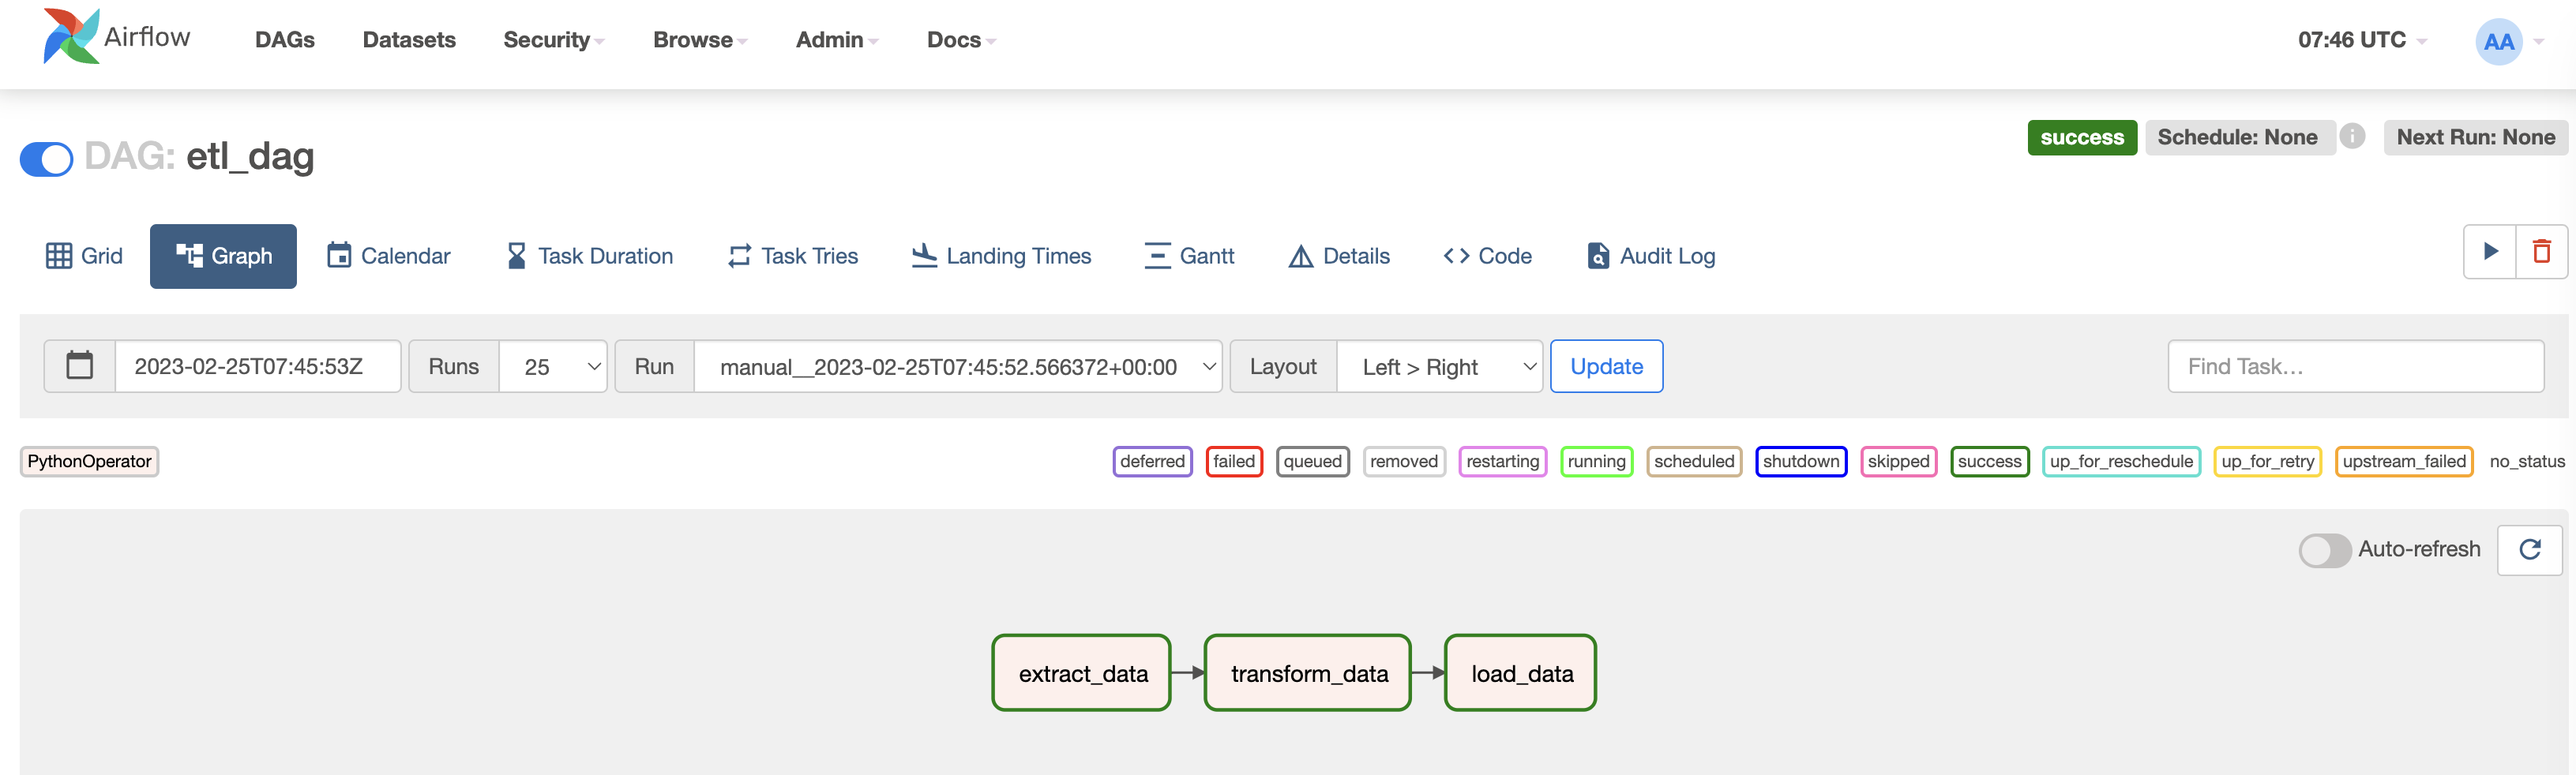 Airflow DAGs Datasets Security Browse Admin Docs 07:46 UTC AA
DAG: etl_dag success Schedule: None i Next Run: None
Grid Graph Calendar Task Duration Task Tries Landing Times Gantt Details Code Audit Log
2023-02-25T07:45:53Z Runs 25 Run manual__2023-02-25T07:45:52.566372+00:00 Layout Left > Right Update Find Task...
PythonOperator deferred failed queued removed restarting running scheduled shutdown skipped success up_for_reschedule up_for_retry upstream_failed no_status
Auto-refresh
extract_data transform_data load_data